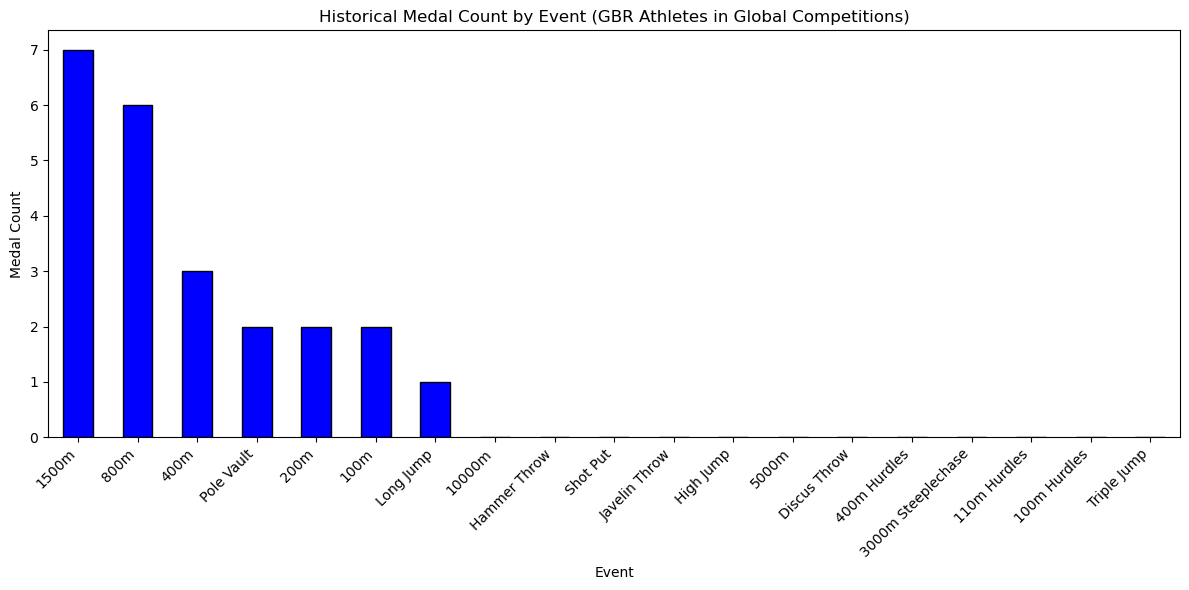 Historical Medal Count by Event (GBR Athletes in Global Competitions)
Medal Count
7
6
5
4
3
2
1
0
1500m
800m
400m
Pole Vault
200m
100m
Long Jump
10000m
Hammer Throw
Shot Put
Javelin Throw
High Jump
5000m
Discus Throw
400m Hurdles
3000m Steeplechase
110m Hurdles
100m Hurdles
Triple Jump
Event